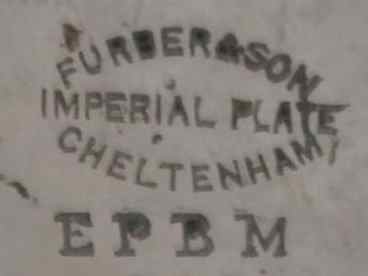 FURBER & SON
IMPERIAL PLATE
CHELTENHAM
EPBM